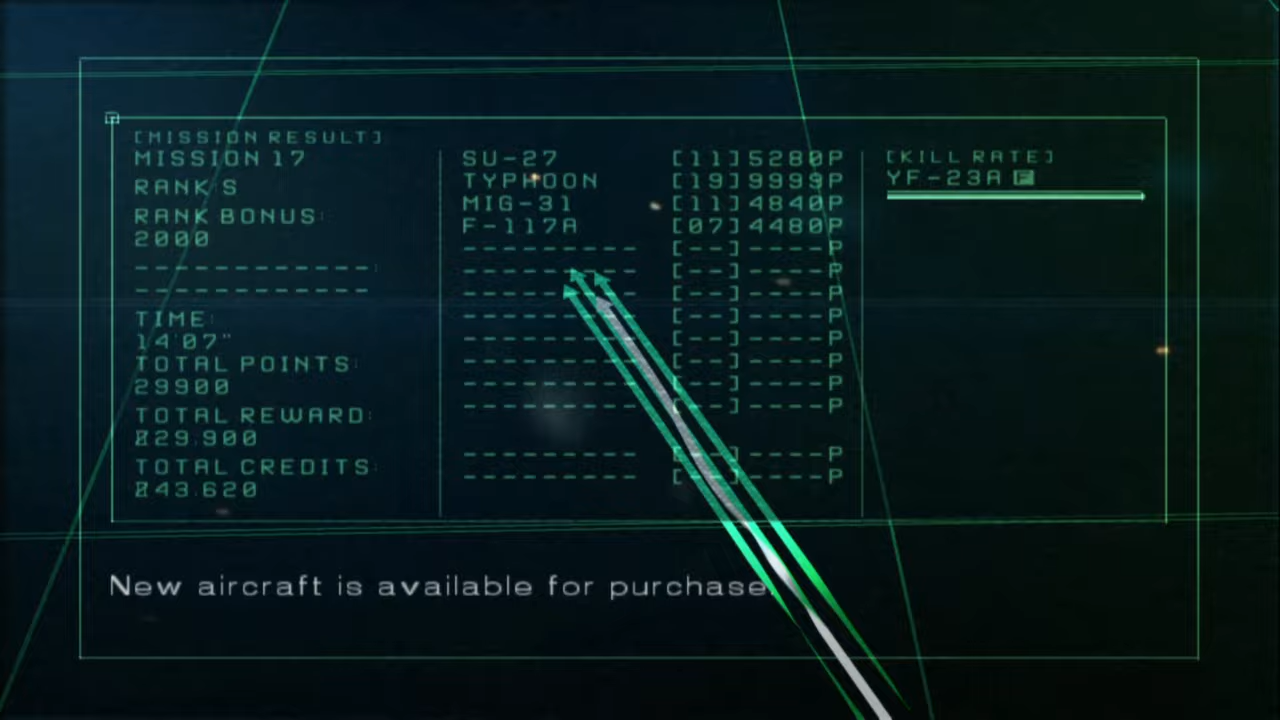 [MISSION RESULT]
MISSION 17
RANK S
RANK BONUS:
2000
--------------:
--------------
TIME:
14'07"
TOTAL POINTS:
29900
TOTAL REWARD:
Z29.900
TOTAL CREDITS:
Z43.620
SU-27 [11] 5280P
TYPHOON [19] 9999P
MIG-31 [11] 4840P
F-117A [07] 4480P
---------- [--] ----P
---------- [--] ----P
---------- [--] ----P
---------- [--] ----P
---------- [--] ----P
---------- [--] ----P
---------- [--] ----P
---------- [--] ----P
---------- [--] ----P
---------- [--] ----P
[KILL RATE]
YF-23A F
New aircraft is available for purchase.